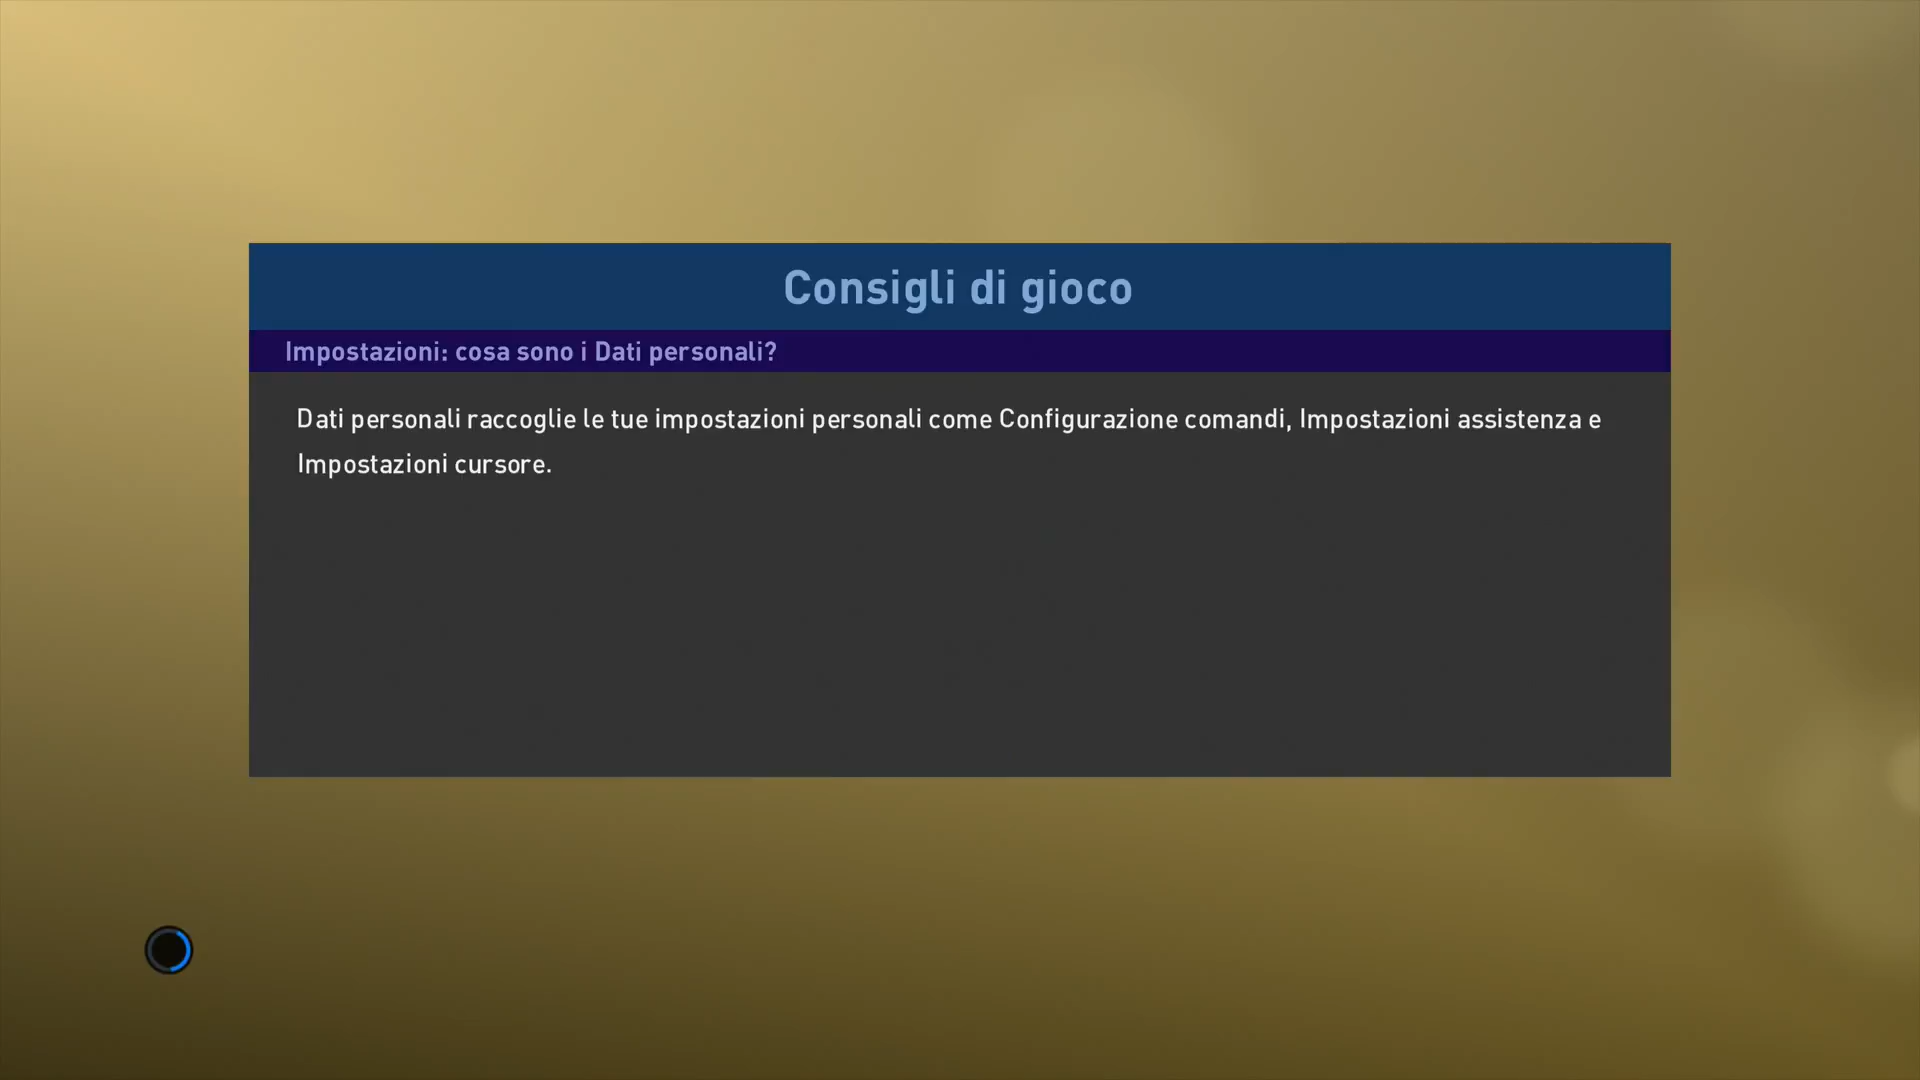 Consigli di gioco
Impostazioni: cosa sono i Dati personali?
Dati personali raccoglie le tue impostazioni personali come Configurazione comandi, Impostazioni assistenza e
Impostazioni cursore.